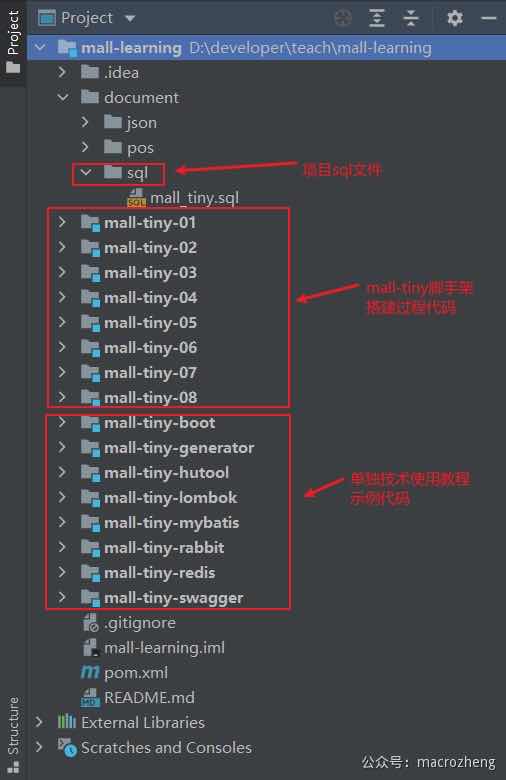 Project
Project
mall-learning D:\developer\teach\mall-learning
.idea
document
json
pos
sql
项目sql文件
SQL
mall_tiny.sql
mall-tiny-01
mall-tiny-02
mall-tiny-03
mall-tiny-04
mall-tiny脚手架
搭建过程代码
mall-tiny-05
mall-tiny-06
mall-tiny-07
mall-tiny-08
mall-tiny-boot
mall-tiny-generator
mall-tiny-hutool
mall-tiny-lombok
单独技术使用教程
示例代码
mall-tiny-mybatis
mall-tiny-rabbit
mall-tiny-redis
mall-tiny-swagger
.gitignore
mall-learning.iml
m pom.xml
MD README.md
External Libraries
Scratches and Consoles
Structure
公众号：macrozheng